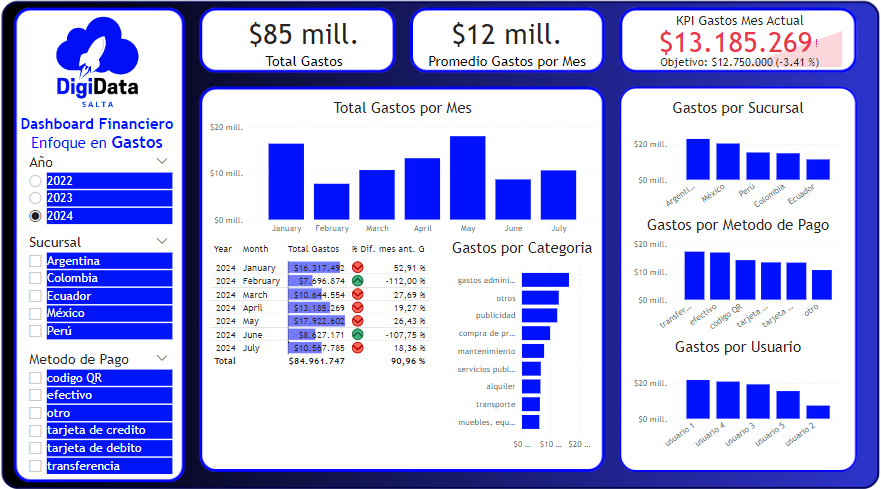 DigiData
SALTA
Dashboard Financiero
Enfoque en Gastos
Año
2022
2023
2024
Sucursal
Argentina
Colombia
Ecuador
México
Perú
Metodo de Pago
codigo QR
efectivo
otro
tarjeta de credito
tarjeta de debito
transferencia
$85 mill.
Total Gastos
$12 mill.
Promedio Gastos por Mes
KPI Gastos Mes Actual
$13.185.269!
Objetivo: $12.750.000 (-3.41 %)
Total Gastos por Mes
$20 mill.
$10 mill.
$0 mill.
January February March April May June July
Year Month Total Gastos % Dif. mes ant. G
2024 January $16.317.492 52,91 %
2024 February $7.696.874 -112,00 %
2024 March $10.644.554 27,69 %
2024 April $13.185.269 19,27 %
2024 May $17.922.602 26,43 %
2024 June $8.627.171 -107,75 %
2024 July $10.567.785 18,36 %
Total $84.961.747 90,96 %
Gastos por Categoria
gastos admini...
otros
publicidad
compra de pr...
mantenimiento
servicios publ...
alquiler
transporte
muebles, equ...
$0 ... $10 ... $20 ...
Gastos por Sucursal
$20 mill.
$0 mill.
Argenti... México Perú Colombia Ecuador
Gastos por Metodo de Pago
$20 mill.
$10 mill.
$0 mill.
transfer... efectivo codigo QR tarjeta ... tarjeta ... otro
Gastos por Usuario
$20 mill.
$0 mill.
usuario 1 usuario 4 usuario 3 usuario 5 usuario 2